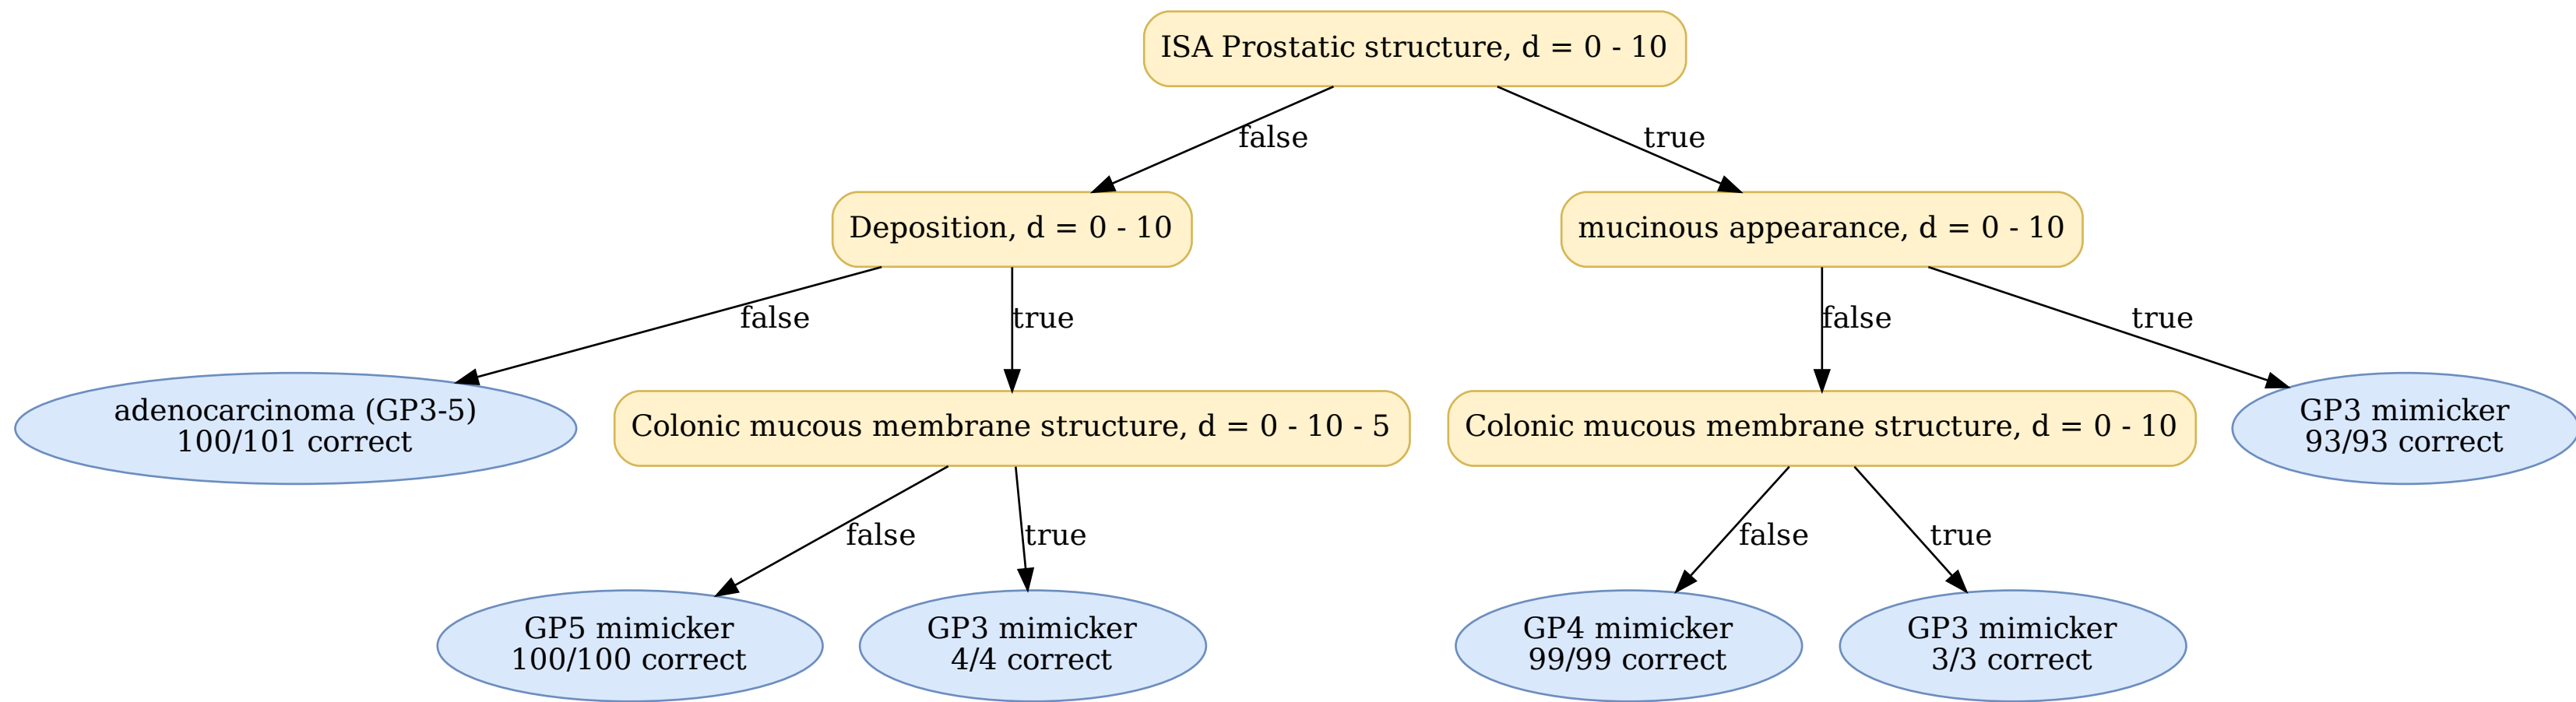 ISA Prostatic structure, d = 0 - 10
false
true
Deposition, d = 0 - 10
mucinous appearance, d = 0 - 10
false
true
false
true
adenocarcinoma (GP3-5)
100/101 correct
Colonic mucous membrane structure, d = 0 - 10 - 5
Colonic mucous membrane structure, d = 0 - 10
GP3 mimicker
93/93 correct
false
true
false
true
GP5 mimicker
100/100 correct
GP3 mimicker
4/4 correct
GP4 mimicker
99/99 correct
GP3 mimicker
3/3 correct